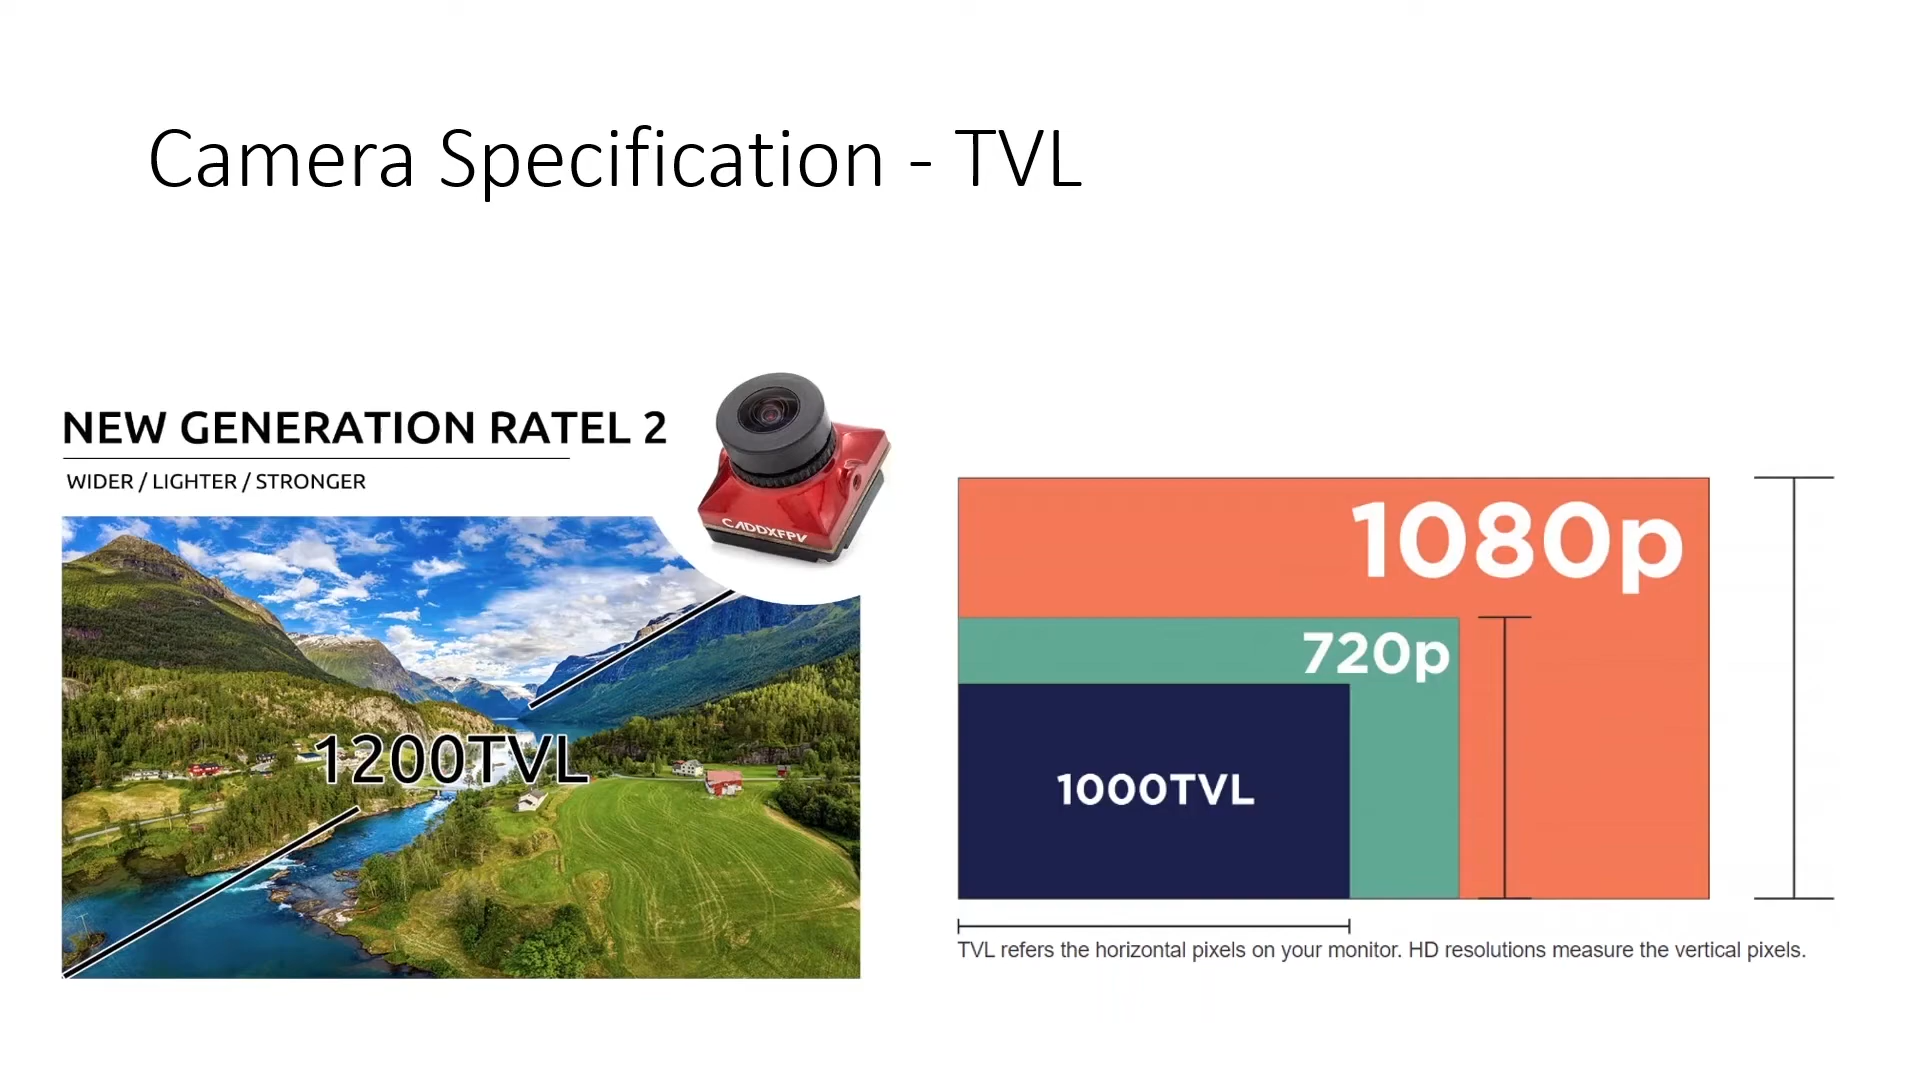 Camera Specification - TVL
NEW GENERATION RATEL 2
WIDER / LIGHTER / STRONGER
CADDXFPV
1200TVL
1080p
720p
1000TVL
TVL refers the horizontal pixels on your monitor. HD resolutions measure the vertical pixels.